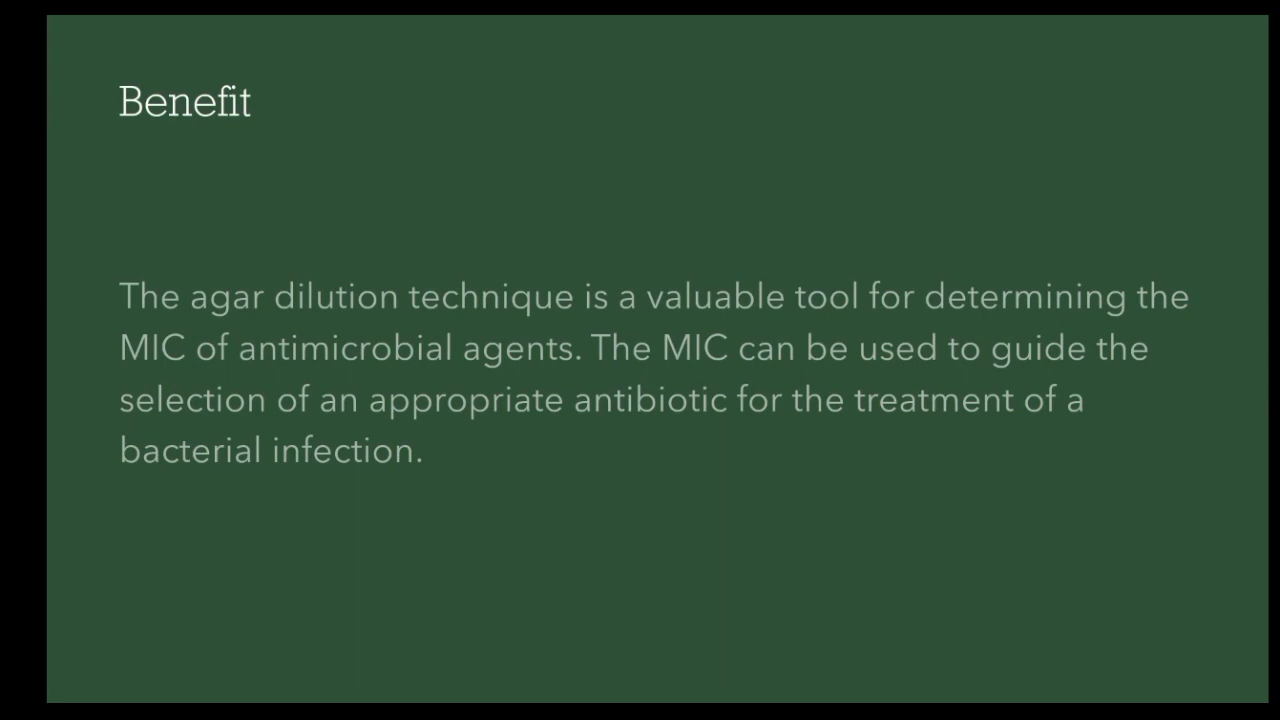 Benefit
The agar dilution technique is a valuable tool for determining the
MIC of antimicrobial agents. The MIC can be used to guide the
selection of an appropriate antibiotic for the treatment of a
bacterial infection.